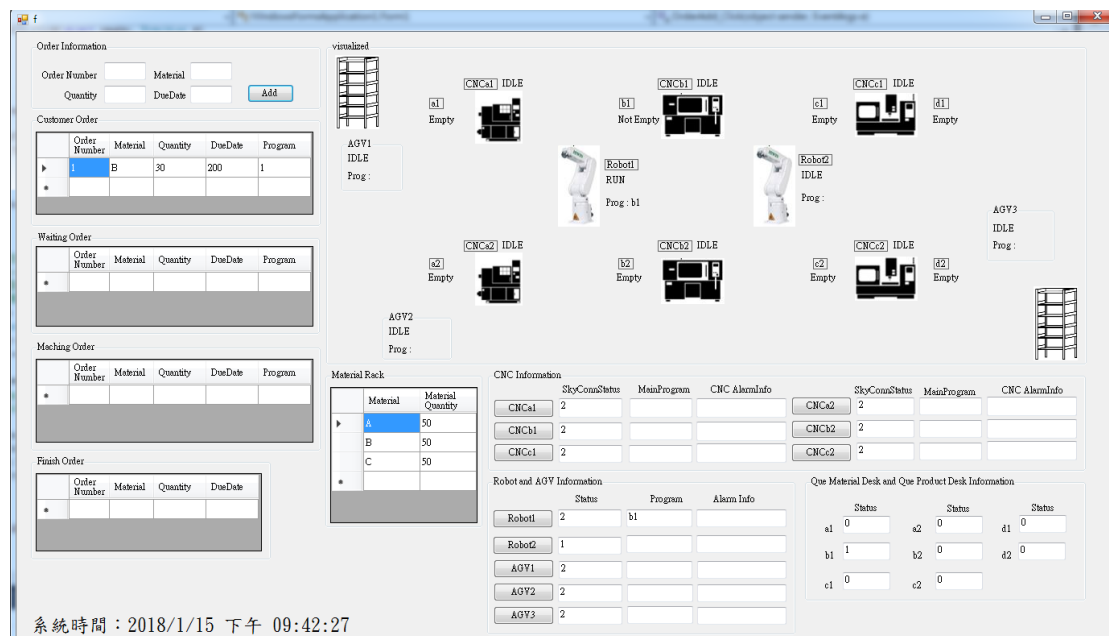 f
Order Information
Order Number Material
Quantity DueDate Add
Customer Order
Order Number Material Quantity DueDate Program
1 B 30 200 1
Waiting Order
Order Number Material Quantity DueDate Program
Maching Order
Order Number Material Quantity DueDate Program
Finish Order
Order Number Material Quantity DueDate
系統時間：2018/1/15 下午 09:42:27
visualized
CNCa1 IDLE CNCb1 IDLE CNCc1 IDLE
a1 b1 c1 d1
Empty Not Empty Empty Empty
AGV1
IDLE
Prog :
Robot1
RUN
Prog : b1
Robot2
IDLE
Prog :
AGV3
IDLE
Prog :
CNCa2 IDLE CNCb2 IDLE CNCc2 IDLE
a2 b2 c2 d2
Empty Empty Empty Empty
AGV2
IDLE
Prog :
Material Rack
Material Material Quantity
A 50
B 50
C 50
CNC Information
SkyConnStatus MainProgram CNC AlarmInfo SkyConnStatus MainProgram CNC AlarmInfo
CNCa1 2 CNCa2 2
CNCb1 2 CNCb2 2
CNCc1 2 CNCc2 2
Robot and AGV Information
Status Program Alarm Info
Robot1 2 b1
Robot2 1
AGV1 2
AGV2 2
AGV3 2
Que Material Desk and Que Product Desk Information
Status Status Status
a1 0 a2 0 d1 0
b1 1 b2 0 d2 0
c1 0 c2 0